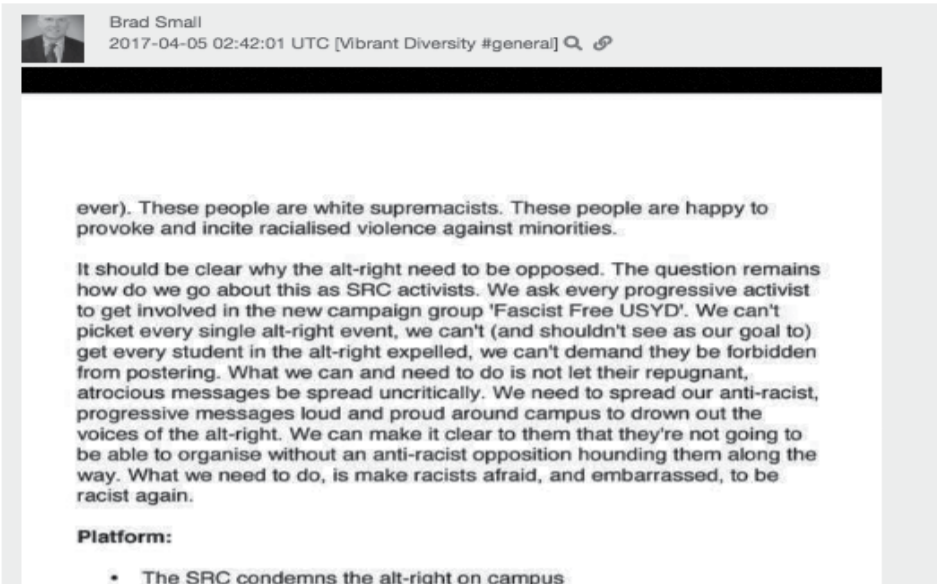 Brad Small
2017-04-05 02:42:01 UTC [Vibrant Diversity #general]
ever). These people are white supremacists. These people are happy to
provoke and incite racialised violence against minorities.
It should be clear why the alt-right need to be opposed. The question remains
how do we go about this as SRC activists. We ask every progressive activist
to get involved in the new campaign group 'Fascist Free USYD'. We can't
picket every single alt-right event, we can't (and shouldn't see as our goal to)
get every student in the alt-right expelled, we can't demand they be forbidden
from postering. What we can and need to do is not let their repugnant,
atrocious messages be spread uncritically. We need to spread our anti-racist,
progressive messages loud and proud around campus to drown out the
voices of the alt-right. We can make it clear to them that they're not going to
be able to organise without an anti-racist opposition hounding them along the
way. What we need to do, is make racists afraid, and embarrassed, to be
racist again.
Platform:
• The SRC condemns the alt-right on campus